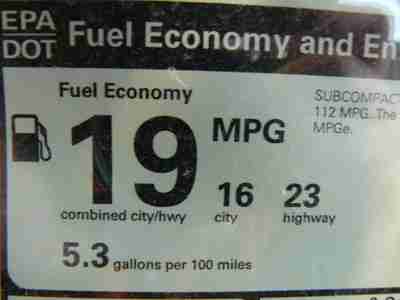 EPA
DOT
Fuel Economy and En
Fuel Economy
SUBCOMPACT
112 MPG. The
MPGe.
19 MPG
16 23
combined city/hwy city highway
5.3 gallons per 100 miles